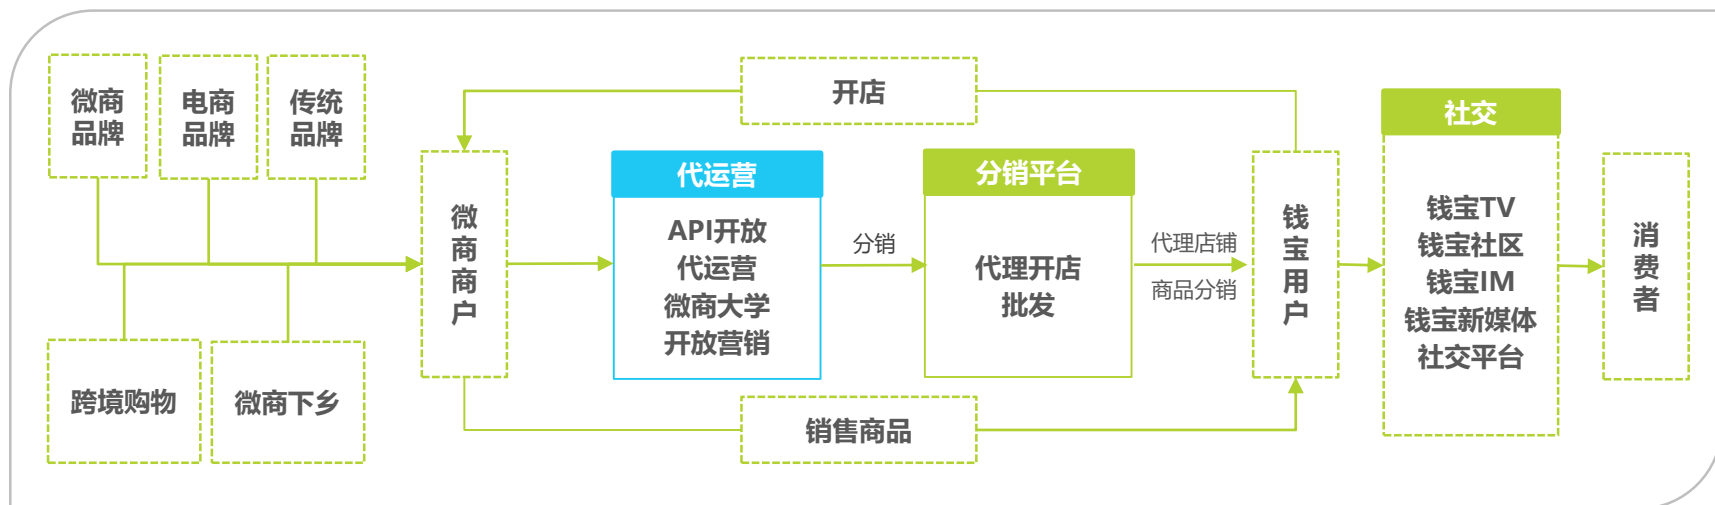 微商
品牌
电商
品牌
传统
品牌
跨境购物
微商下乡
微商商户
开店
代运营
API开放
代运营
微商大学
开放营销
分销
分销平台
代理开店
批发
代理店铺
商品分销
销售商品
钱宝用户
社交
钱宝TV
钱宝社区
钱宝IM
钱宝新媒体
社交平台
消费者